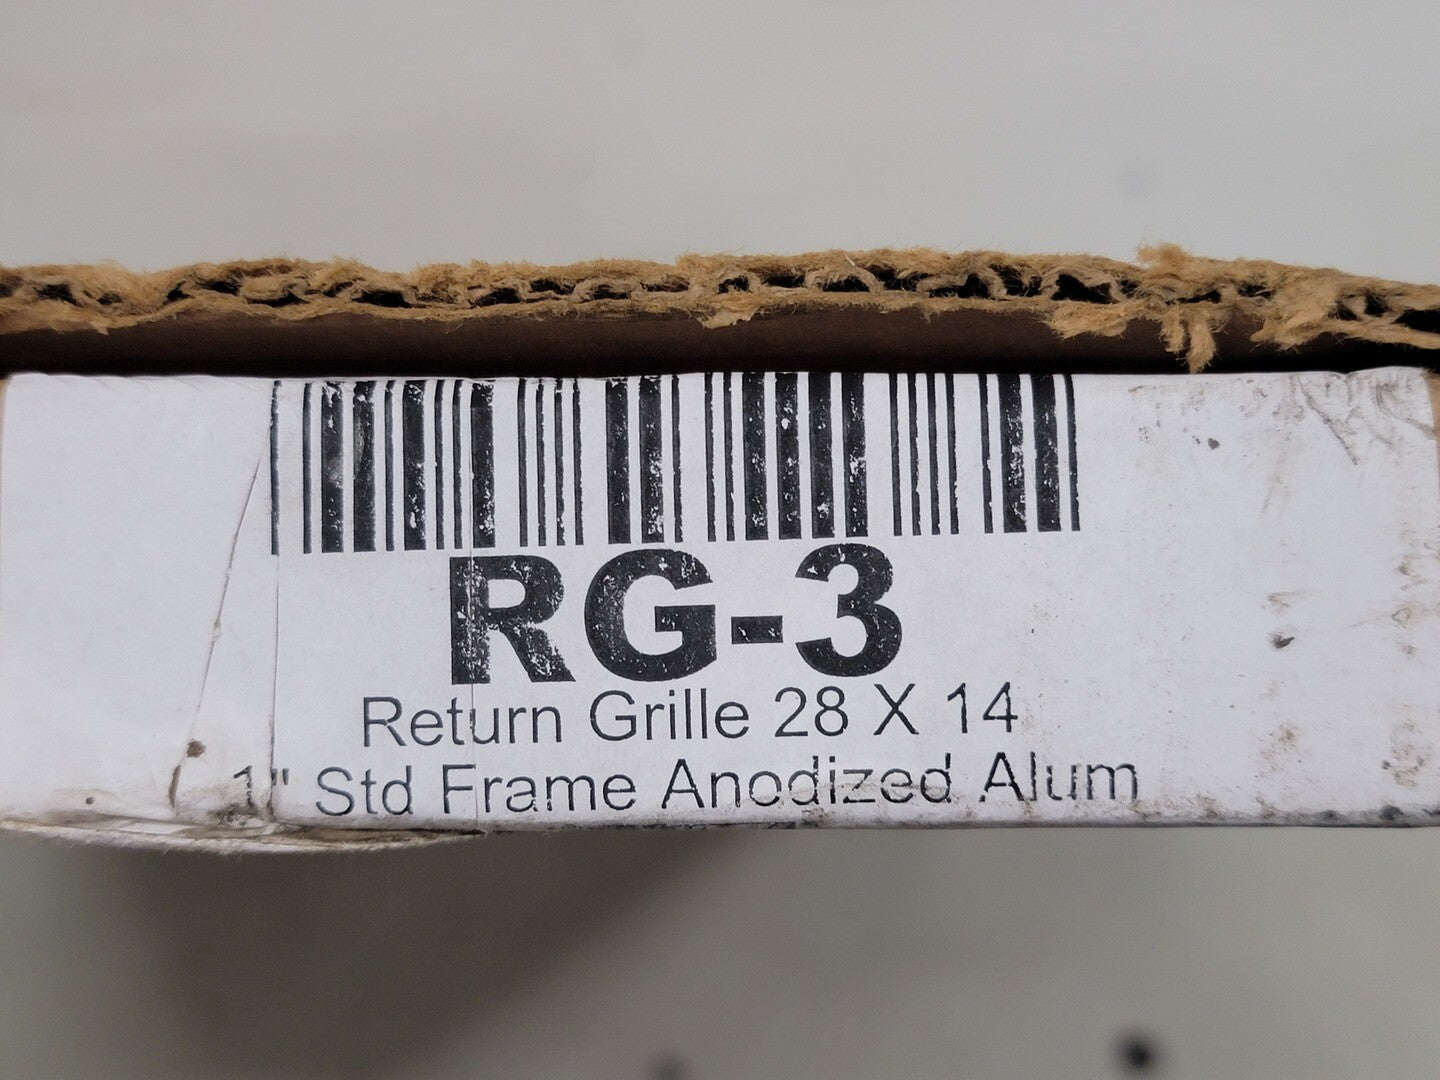 RG-3
Return Grille 28 X 14
1" Std Frame Anodized Alum